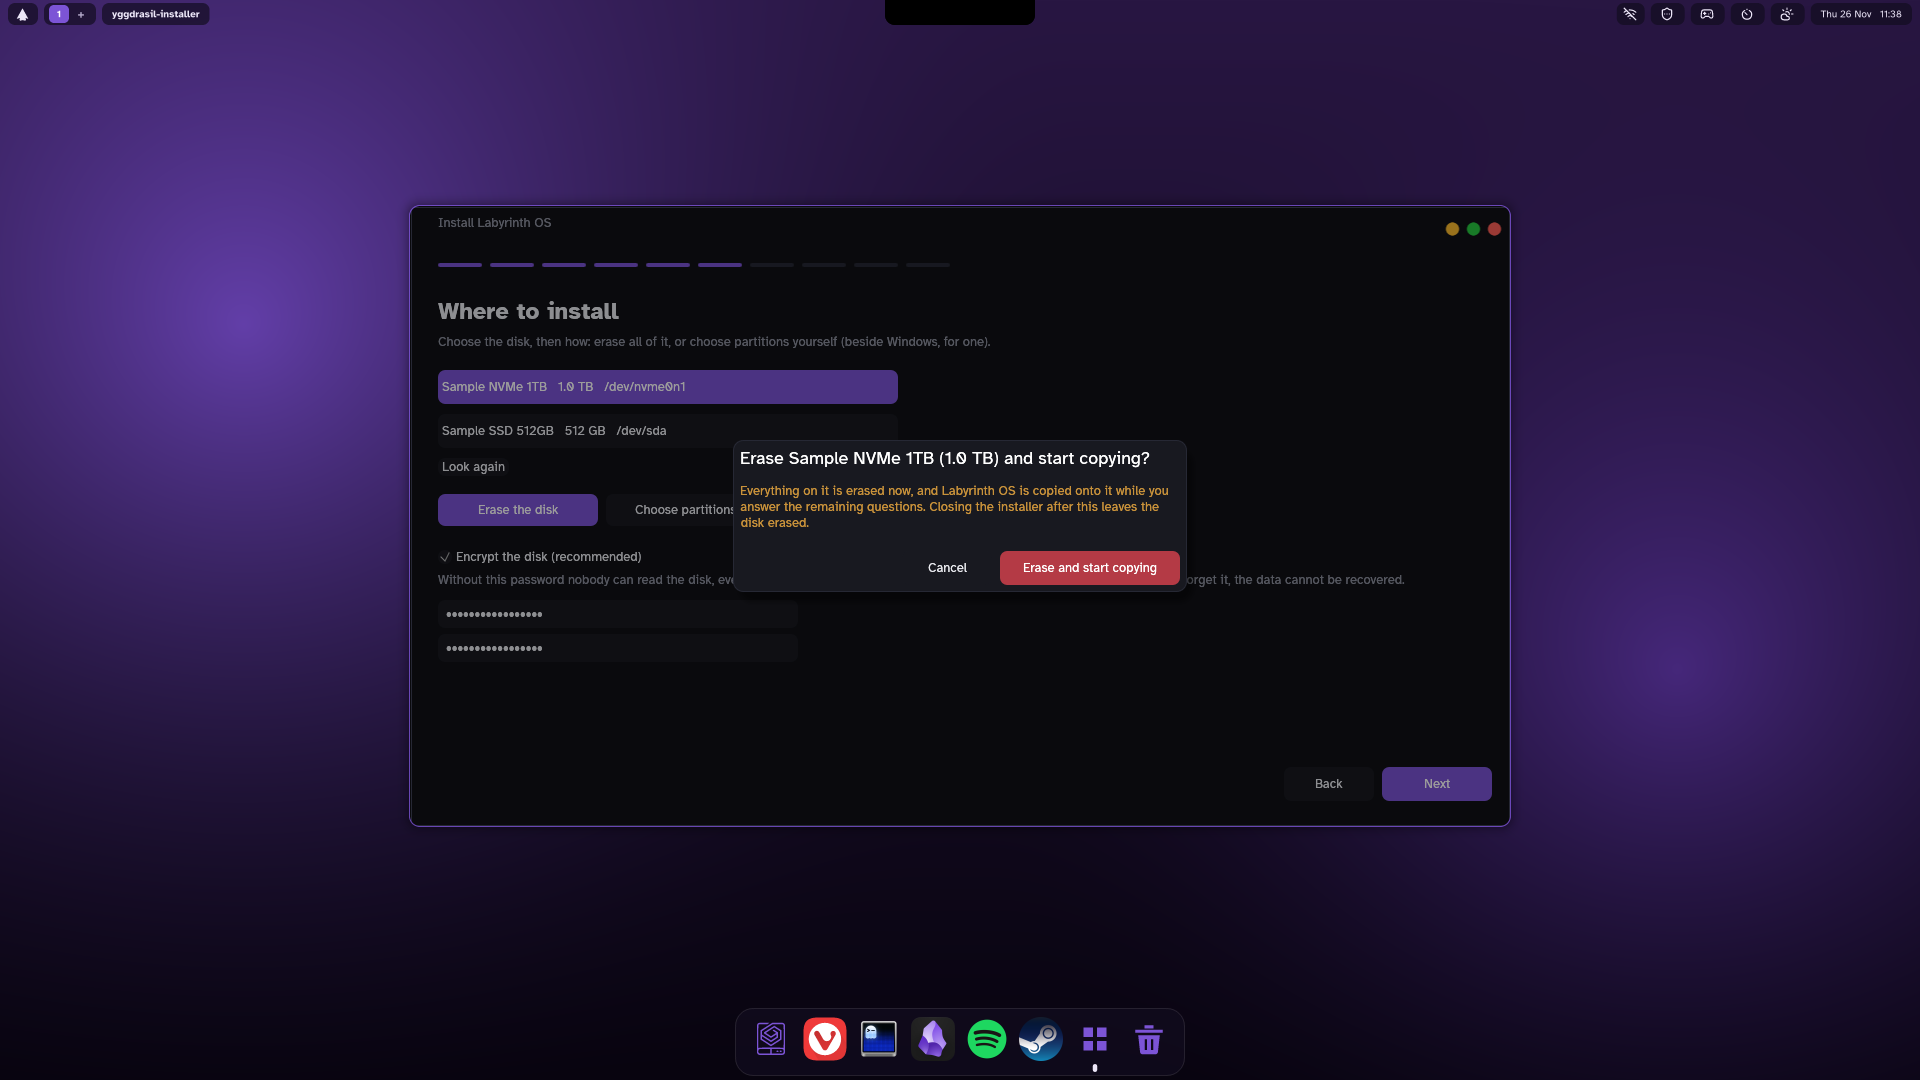 1 + yggdrasil-installer
Thu 26 Nov 11:38
Install Labyrinth OS
Where to install
Choose the disk, then how: erase all of it, or choose partitions yourself (beside Windows, for one).
Sample NVMe 1TB 1.0 TB /dev/nvme0n1
Sample SSD 512GB 512 GB /dev/sda
Look again
Erase the disk
Choose partitions
Encrypt the disk (recommended)
Without this password nobody can read the disk,
forget it, the data cannot be recovered.
Erase Sample NVMe 1TB (1.0 TB) and start copying?
Everything on it is erased now, and Labyrinth OS is copied onto it while you
answer the remaining questions. Closing the installer after this leaves the
disk erased.
Cancel
Erase and start copying
Back
Next